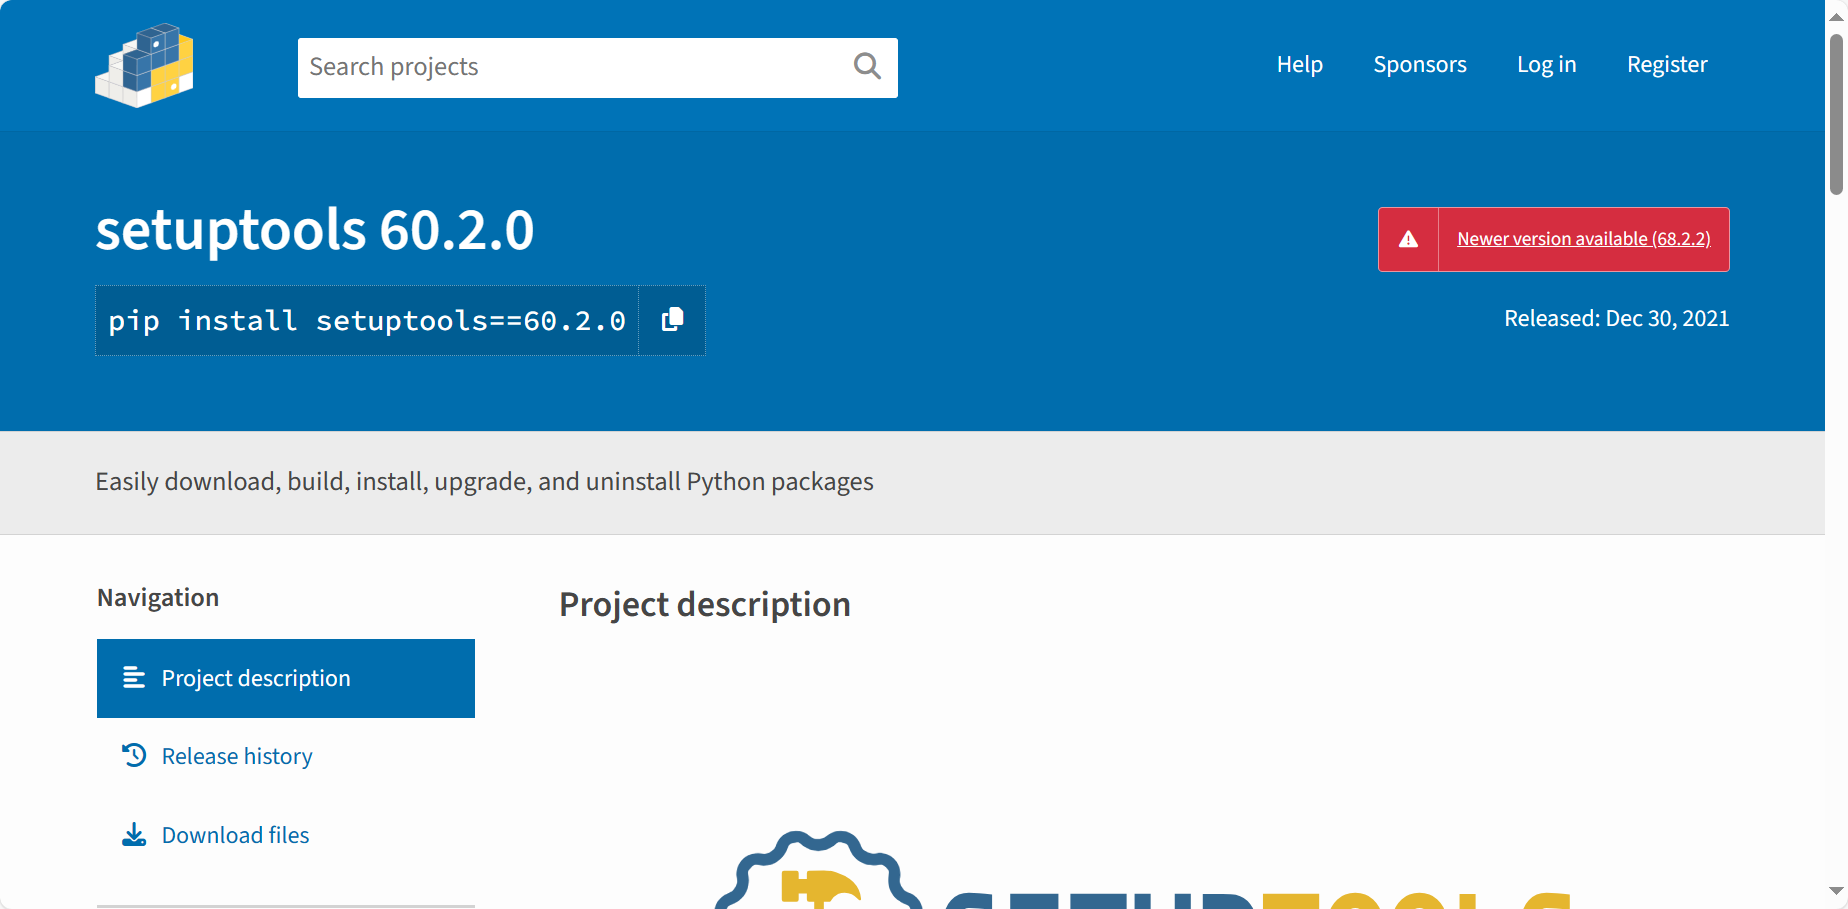 Search projects
Help
Sponsors
Log in
Register
setuptools 60.2.0
Newer version available (68.2.2)
pip install setuptools==60.2.0
Released: Dec 30, 2021
Easily download, build, install, upgrade, and uninstall Python packages
Navigation
Project description
Project description
Release history
Download files
SETUPTOOLS